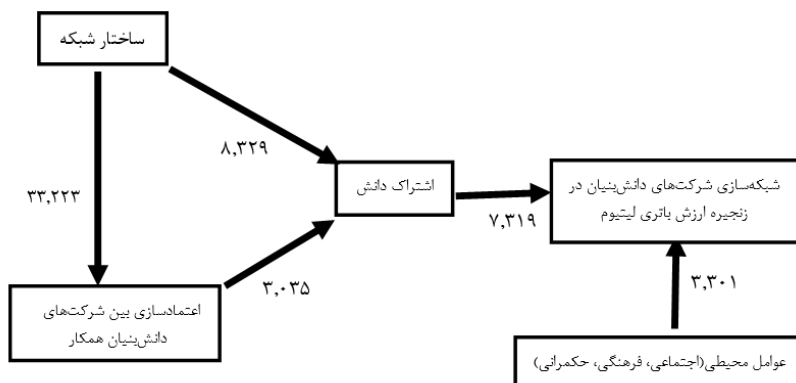 ساختار شبکه
۸,۳۲۹
۳۳,۲۲۳
اشتراک دانش
شبکه‌سازی شرکت‌های دانش‌بنیان در
زنجیره ارزش باتری لیتیوم
۷,۳۱۹
۳,۰۳۵
۳,۳۰۱
اعتمادسازی بین شرکت‌های
دانش‌بنیان همکار
عوامل محیطی(اجتماعی، فرهنگی، حکمرانی)